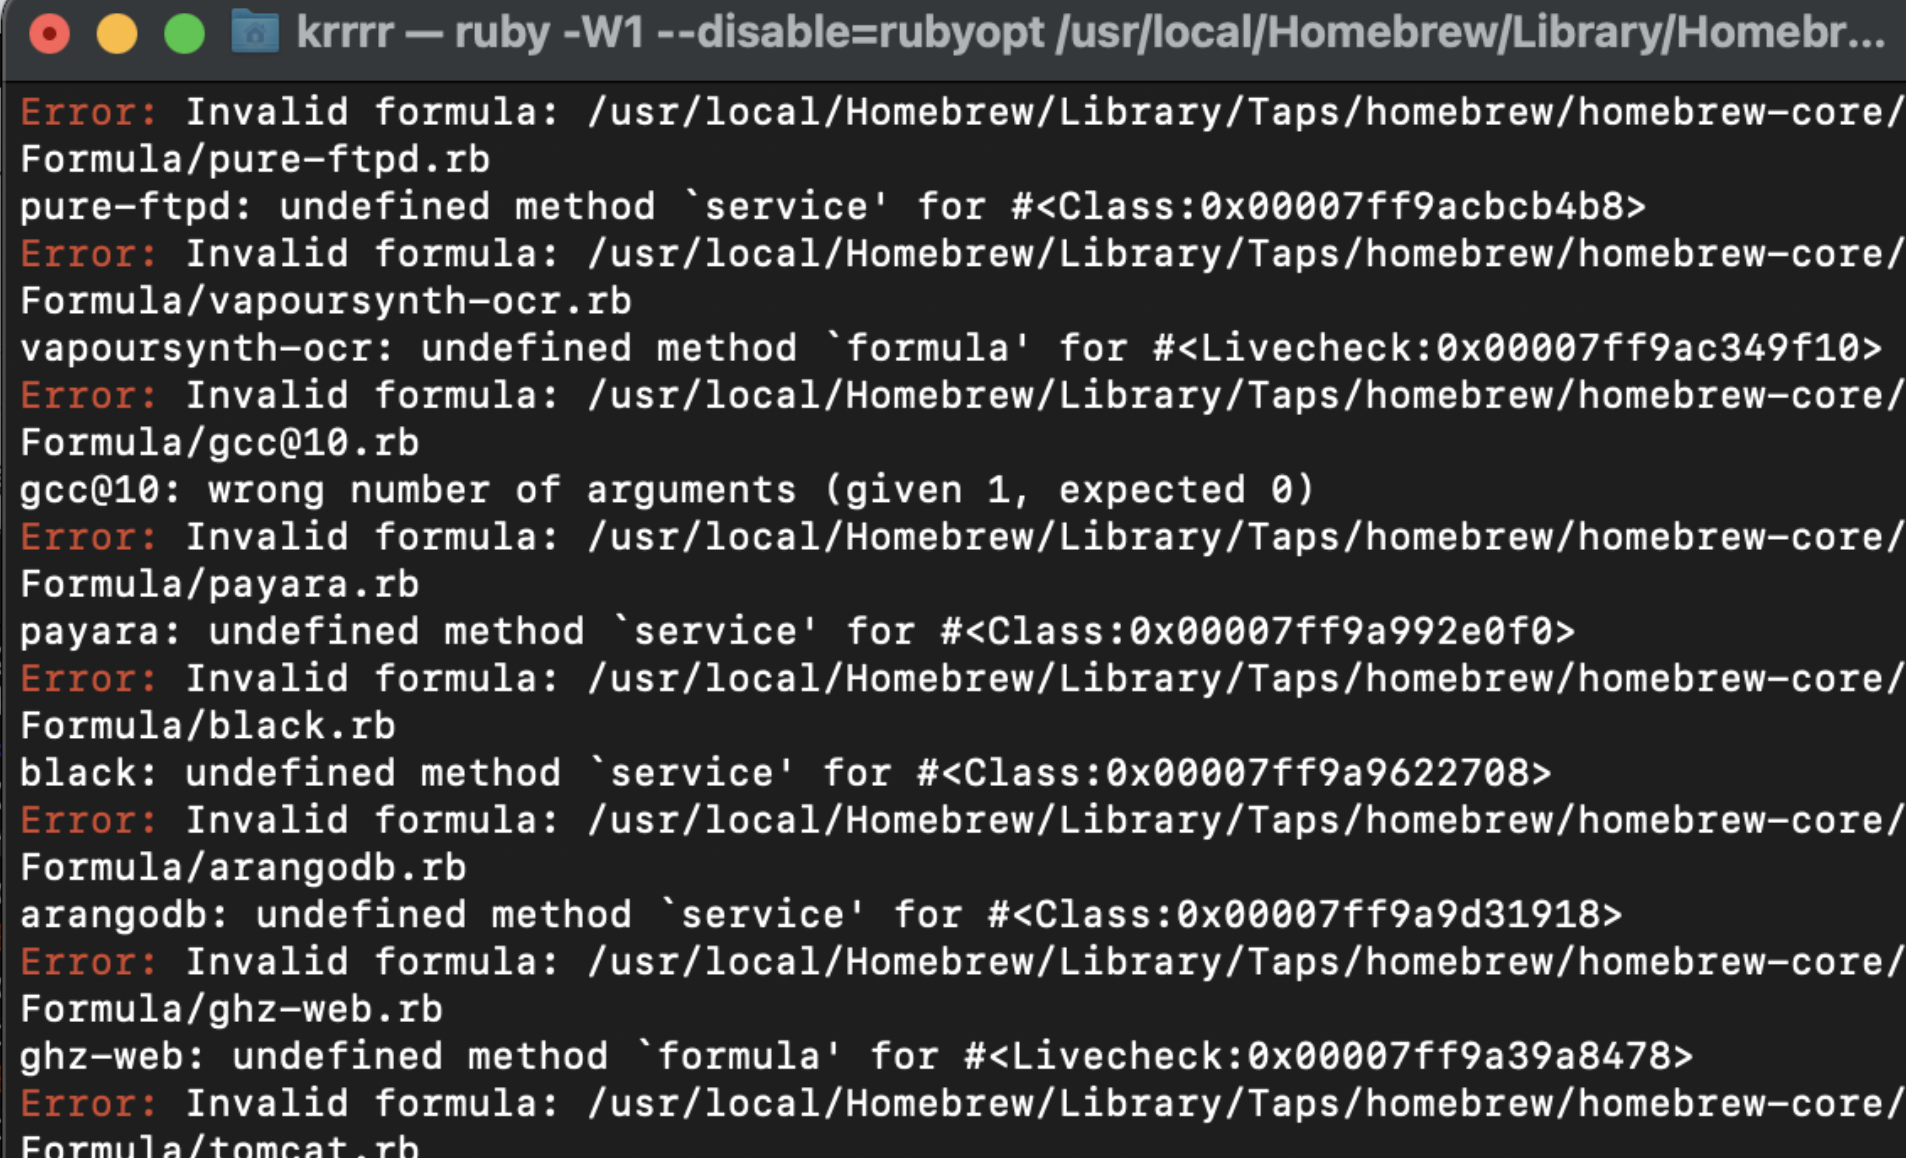 krrrr — ruby -W1 --disable=rubyopt /usr/local/Homebrew/Library/Homebr...
Error: Invalid formula: /usr/local/Homebrew/Library/Taps/homebrew/homebrew-core/
Formula/pure-ftpd.rb
pure-ftpd: undefined method `service' for #<Class:0x00007ff9acbcb4b8>
Error: Invalid formula: /usr/local/Homebrew/Library/Taps/homebrew/homebrew-core/
Formula/vapoursynth-ocr.rb
vapoursynth-ocr: undefined method `formula' for #<Livecheck:0x00007ff9ac349f10>
Error: Invalid formula: /usr/local/Homebrew/Library/Taps/homebrew/homebrew-core/
Formula/gcc@10.rb
gcc@10: wrong number of arguments (given 1, expected 0)
Error: Invalid formula: /usr/local/Homebrew/Library/Taps/homebrew/homebrew-core/
Formula/payara.rb
payara: undefined method `service' for #<Class:0x00007ff9a992e0f0>
Error: Invalid formula: /usr/local/Homebrew/Library/Taps/homebrew/homebrew-core/
Formula/black.rb
black: undefined method `service' for #<Class:0x00007ff9a9622708>
Error: Invalid formula: /usr/local/Homebrew/Library/Taps/homebrew/homebrew-core/
Formula/arangodb.rb
arangodb: undefined method `service' for #<Class:0x00007ff9a9d31918>
Error: Invalid formula: /usr/local/Homebrew/Library/Taps/homebrew/homebrew-core/
Formula/ghz-web.rb
ghz-web: undefined method `formula' for #<Livecheck:0x00007ff9a39a8478>
Error: Invalid formula: /usr/local/Homebrew/Library/Taps/homebrew/homebrew-core/
Formula/tomcat.rb